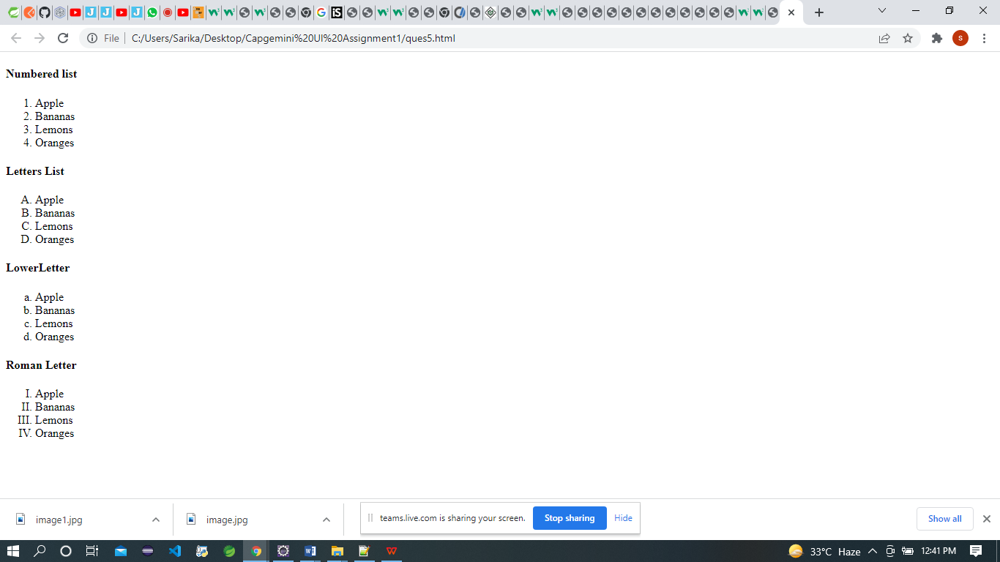 File C:/Users/Sarika/Desktop/Capgemini%20UI%20Assignment1/ques5.html
S
Numbered list
1. Apple
2. Bananas
3. Lemons
4. Oranges
Letters List
A. Apple
B. Bananas
C. Lemons
D. Oranges
LowerLetter
a. Apple
b. Bananas
c. Lemons
d. Oranges
Roman Letter
I. Apple
II. Bananas
III. Lemons
IV. Oranges
image1.jpg
image.jpg
teams.live.com is sharing your screen. Stop sharing Hide
Show all
33°C Haze 12:41 PM